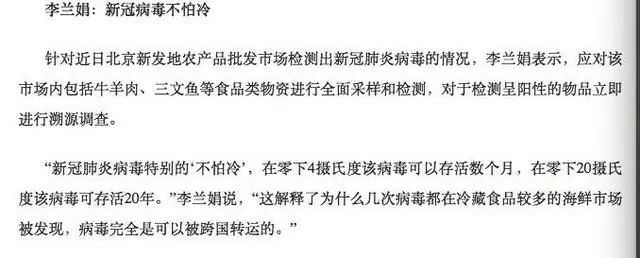 李兰娟：新冠病毒不怕冷
针对近日北京新发地农产品批发市场检测出新冠肺炎病毒的情况，李兰娟表示，应对该
市场内包括牛羊肉、三文鱼等食品类物资进行全面采样和检测，对于检测呈阳性的物品立即
进行溯源调查。
“新冠肺炎病毒特别的‘不怕冷’，在零下4摄氏度该病毒可以存活数个月，在零下20摄氏
度该病毒可存活20年。”李兰娟说，“这解释了为什么几次病毒都在冷藏食品较多的海鲜市场
被发现，病毒完全是可以被跨国转运的。”